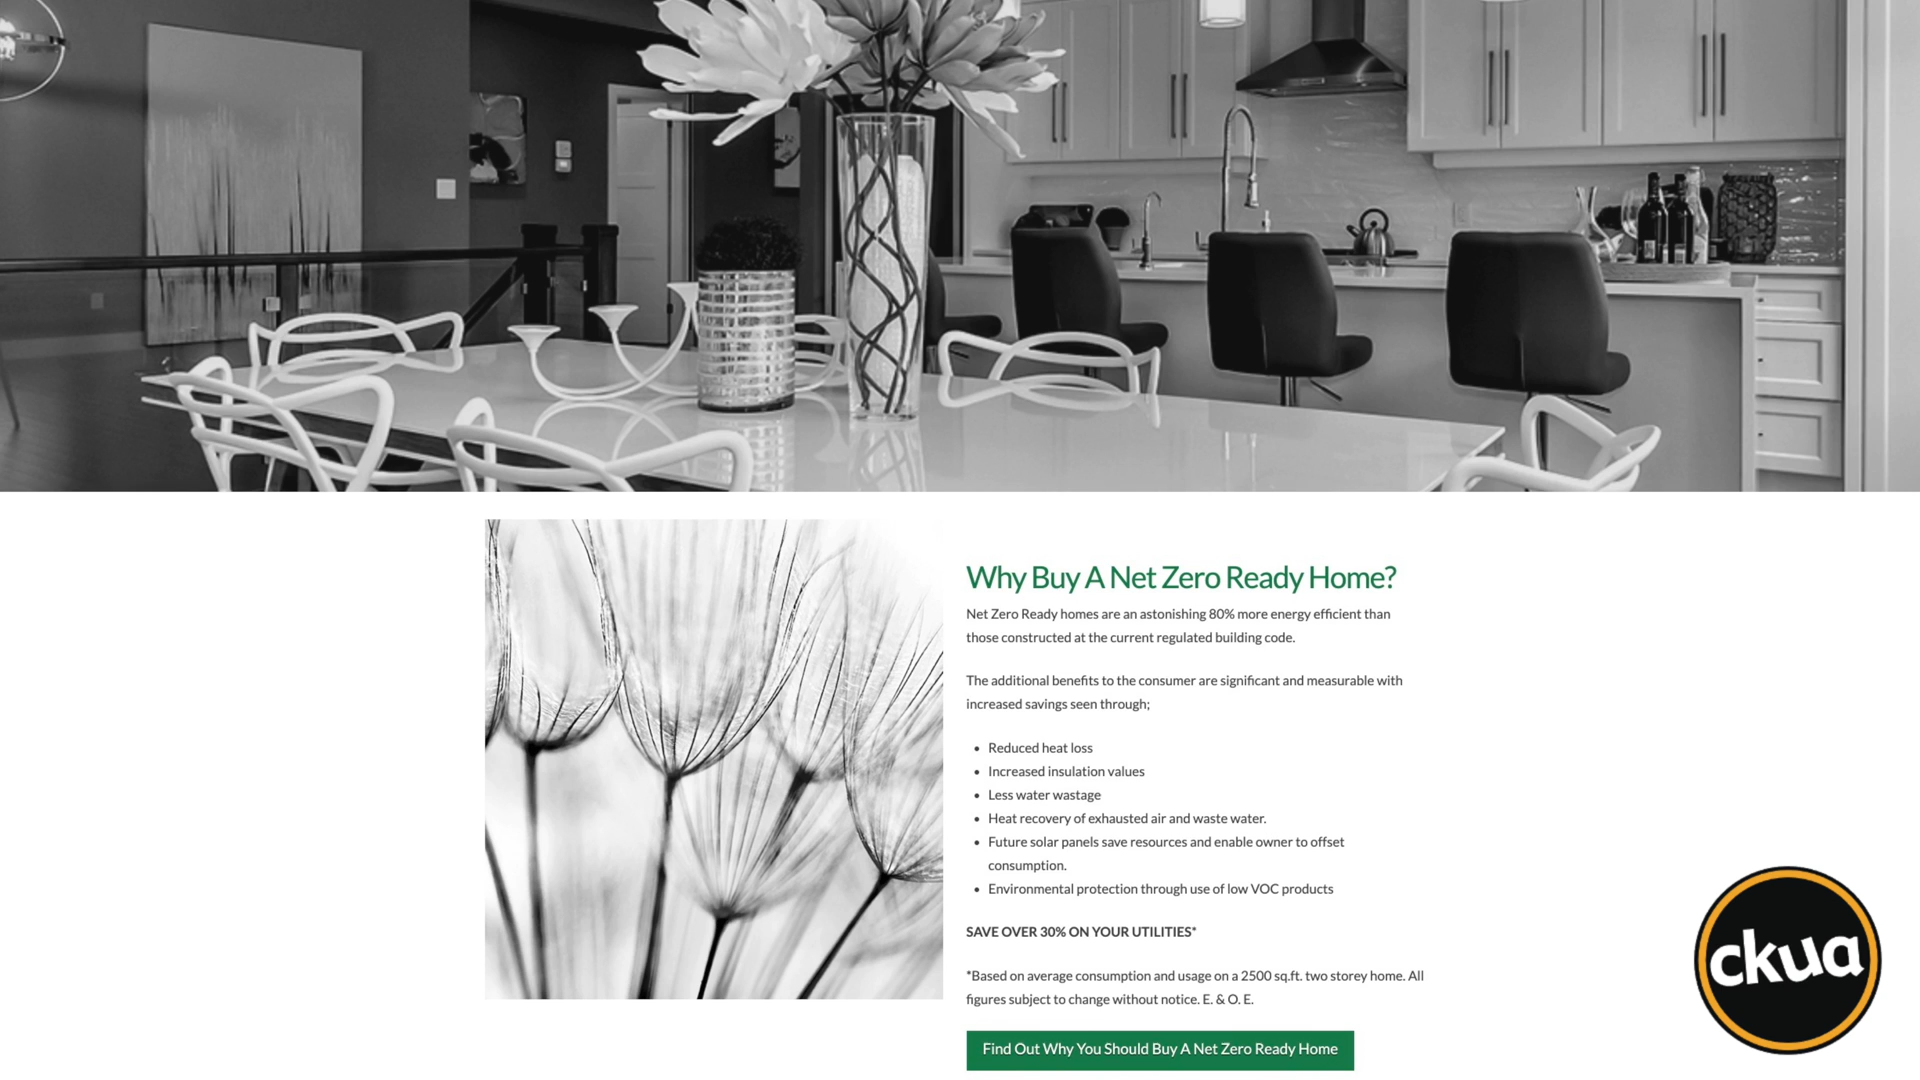 Why Buy A Net Zero Ready Home?
Net Zero Ready homes are an astonishing 80% more energy efficient than
those constructed at the current regulated building code.
The additional benefits to the consumer are significant and measurable with
increased savings seen through;
• Reduced heat loss
• Increased insulation values
• Less water wastage
• Heat recovery of exhausted air and waste water.
• Future solar panels save resources and enable owner to offset
consumption.
• Environmental protection through use of low VOC products
SAVE OVER 30% ON YOUR UTILITIES*
*Based on average consumption and usage on a 2500 sq.ft. two storey home. All
figures subject to change without notice. E. & O. E.
Find Out Why You Should Buy A Net Zero Ready Home
ckua